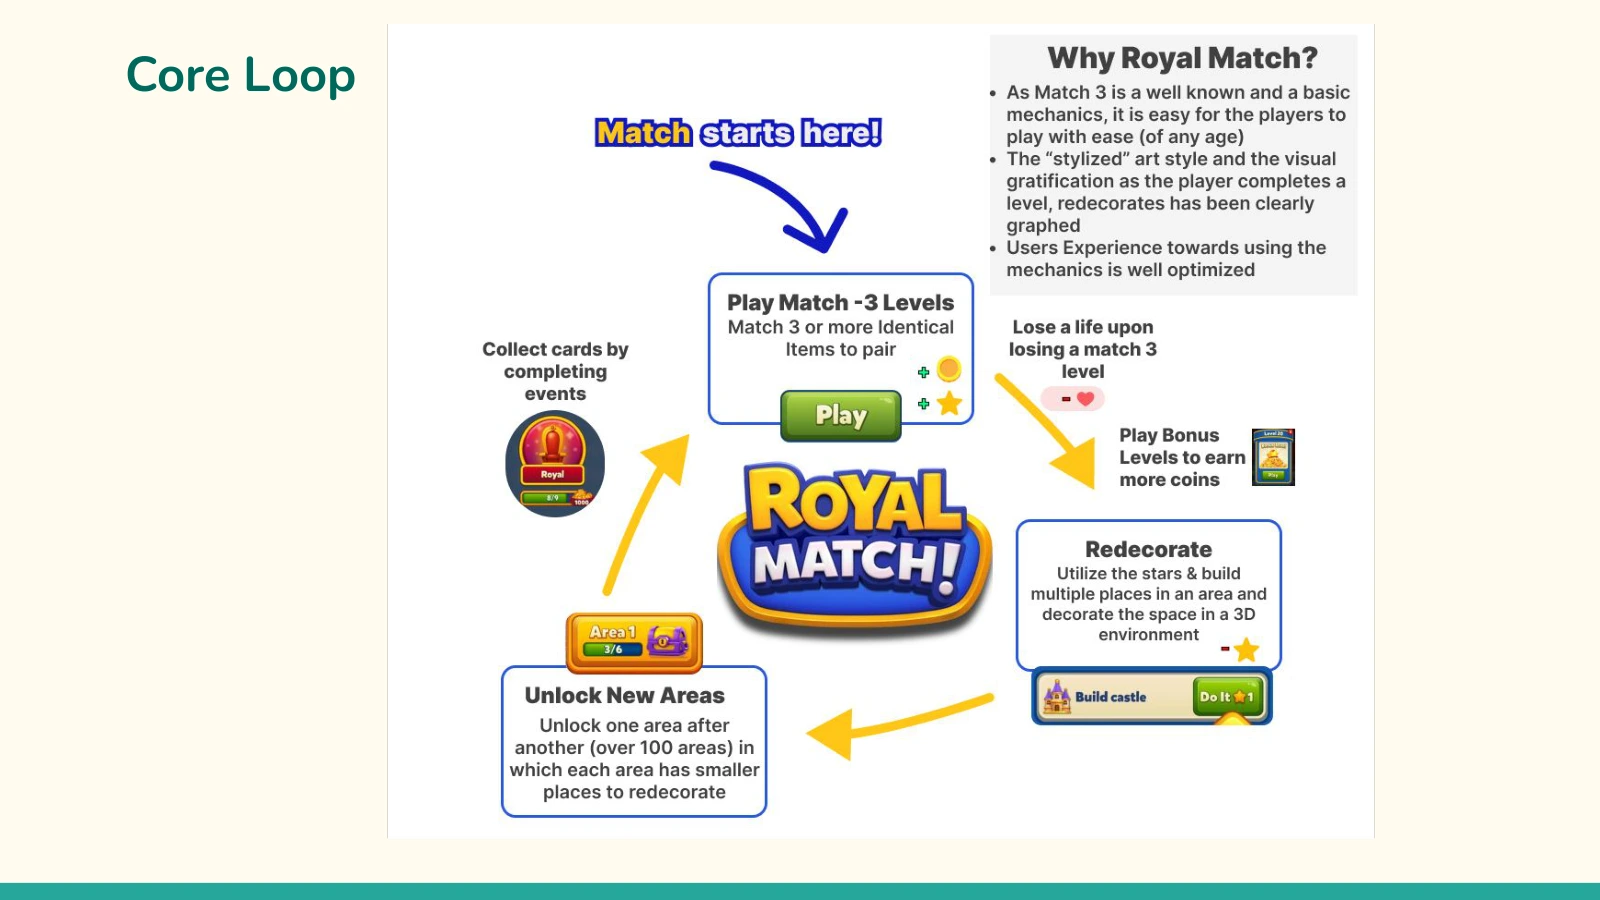 Core Loop
Why Royal Match?
• As Match 3 is a well known and a basic
mechanics, it is easy for the players to
play with ease (of any age)
• The “stylized” art style and the visual
gratification as the player completes a
level, redecorates has been clearly
graphed
• Users Experience towards using the
mechanics is well optimized
Match starts here!
Play Match -3 Levels
Match 3 or more Identical
Items to pair
+
+
Play
Lose a life upon
losing a match 3
level
-
Play Bonus
Levels to earn
more coins
Level 20
Play
Collect cards by
completing
events
Royal
8/9
1000
ROYAL
MATCH!
Redecorate
Utilize the stars & build
multiple places in an area and
decorate the space in a 3D
environment
-
Build castle
Do It 1
Area 1
3/6
Unlock New Areas
Unlock one area after
another (over 100 areas) in
which each area has smaller
places to redecorate